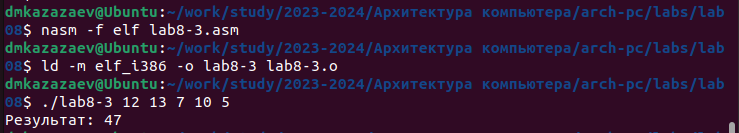 dmkazazaev@Ubuntu:~/work/study/2023-2024/Архитектура компьютера/arch-pc/labs/lab
08$ nasm -f elf lab8-3.asm
dmkazazaev@Ubuntu:~/work/study/2023-2024/Архитектура компьютера/arch-pc/labs/lab
08$ ld -m elf_i386 -o lab8-3 lab8-3.o
dmkazazaev@Ubuntu:~/work/study/2023-2024/Архитектура компьютера/arch-pc/labs/lab
08$ ./lab8-3 12 13 7 10 5
Результат: 47